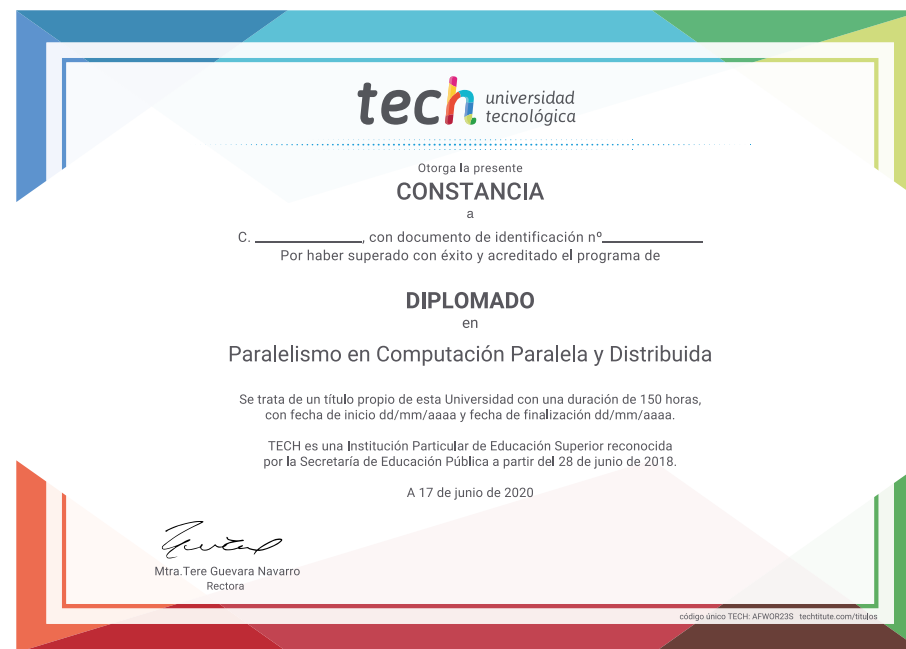 tech universidad
tecnológica
Otorga la presente
CONSTANCIA
a
C. ____________, con documento de identificación nº____________
Por haber superado con éxito y acreditado el programa de
DIPLOMADO
en
Paralelismo en Computación Paralela y Distribuida
Se trata de un título propio de esta Universidad con una duración de 150 horas,
con fecha de inicio dd/mm/aaaa y fecha de finalización dd/mm/aaaa.
TECH es una Institución Particular de Educación Superior reconocida
por la Secretaría de Educación Pública a partir del 28 de junio de 2018.
A 17 de junio de 2020
Mtra.Tere Guevara Navarro
Rectora
código único TECH: AFWOR23S techtitute.com/titulos